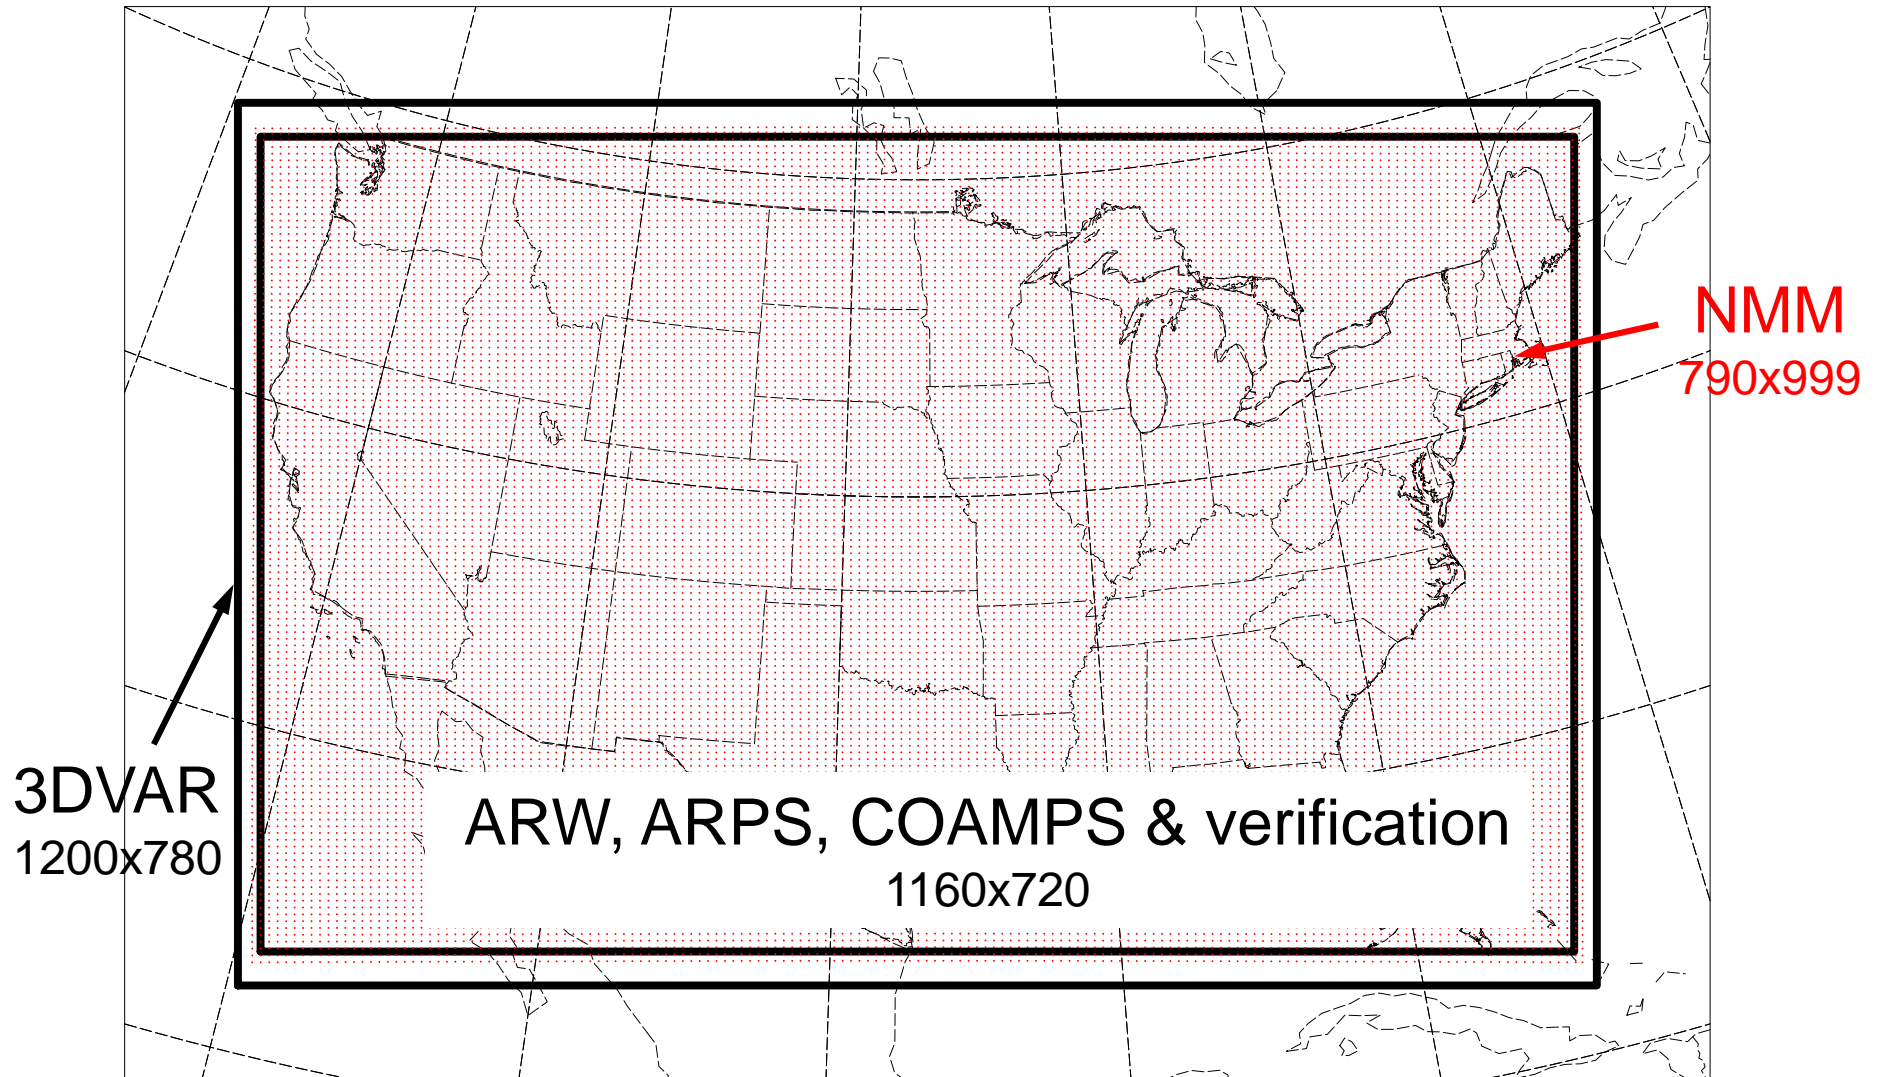 NMM
790x999
3DVAR
1200x780
ARW, ARPS, COAMPS & verification
1160x720